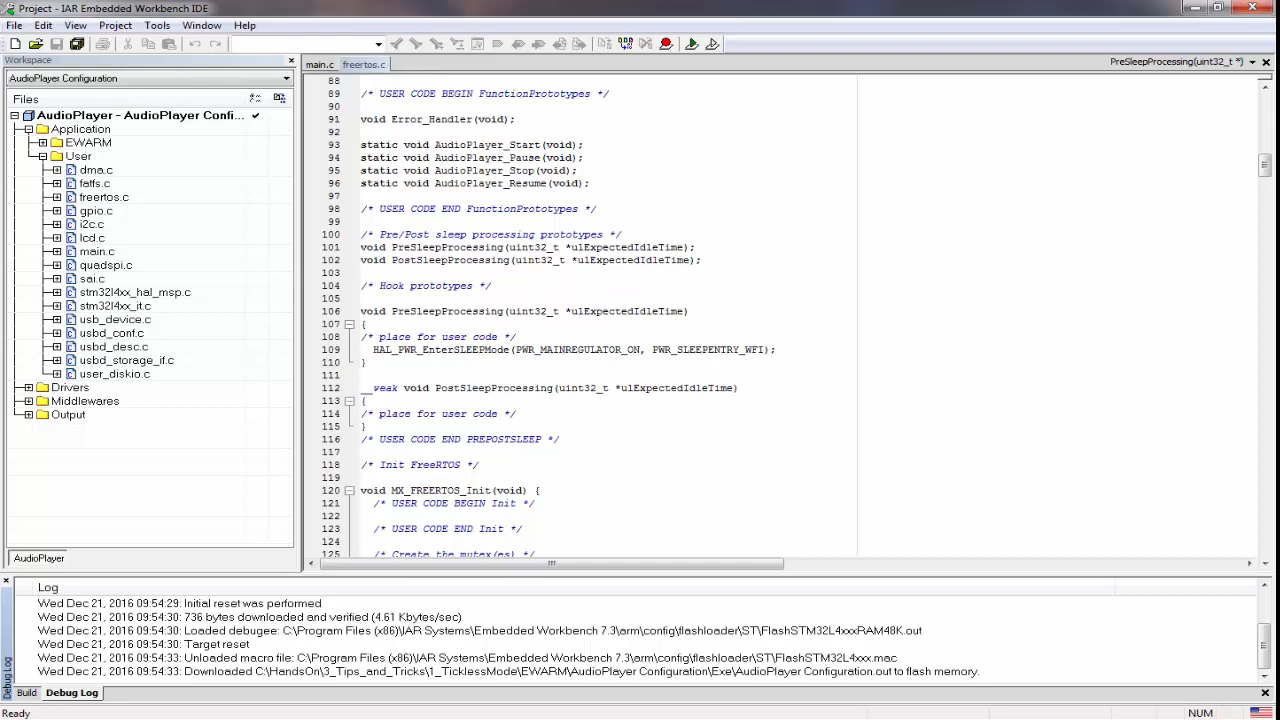 Project - IAR Embedded Workbench IDE
File Edit View Project Tools Window Help
Workspace
AudioPlayer Configuration
Files
AudioPlayer - AudioPlayer Confi...
Application
EWARM
User
dma.c
fatfs.c
freertos.c
gpio.c
i2c.c
lcd.c
main.c
quadspi.c
sai.c
stm32l4xx_hal_msp.c
stm32l4xx_it.c
usb_device.c
usbd_conf.c
usbd_desc.c
usbd_storage_if.c
user_diskio.c
Drivers
Middlewares
Output
AudioPlayer
main.c freertos.c
PreSleepProcessing(uint32_t *)
88
89 /* USER CODE BEGIN FunctionPrototypes */
90
91 void Error_Handler(void);
92
93 static void AudioPlayer_Start(void);
94 static void AudioPlayer_Pause(void);
95 static void AudioPlayer_Stop(void);
96 static void AudioPlayer_Resume(void);
97
98 /* USER CODE END FunctionPrototypes */
99
100 /* Pre/Post sleep processing prototypes */
101 void PreSleepProcessing(uint32_t *ulExpectedIdleTime);
102 void PostSleepProcessing(uint32_t *ulExpectedIdleTime);
103
104 /* Hook prototypes */
105
106 void PreSleepProcessing(uint32_t *ulExpectedIdleTime)
107 {
108 /* place for user code */
109 HAL_PWR_EnterSLEEPMode(PWR_MAINREGULATOR_ON, PWR_SLEEPENTRY_WFI);
110 }
111
112 __weak void PostSleepProcessing(uint32_t *ulExpectedIdleTime)
113 {
114 /* place for user code */
115 }
116 /* USER CODE END PREPOSTSLEEP */
117
118 /* Init FreeRTOS */
119
120 void MX_FREERTOS_Init(void) {
121 /* USER CODE BEGIN Init */
122
123 /* USER CODE END Init */
124
125 /* Create the mutex(es) */
Log
Wed Dec 21, 2016 09:54:29: Initial reset was performed
Wed Dec 21, 2016 09:54:30: 736 bytes downloaded and verified (4.61 Kbytes/sec)
Wed Dec 21, 2016 09:54:30: Loaded debugee: C:\Program Files (x86)\IAR Systems\Embedded Workbench 7.3\arm\config\flashloader\ST\FlashSTM32L4xxxRAM48K.out
Wed Dec 21, 2016 09:54:30: Target reset
Wed Dec 21, 2016 09:54:33: Unloaded macro file: C:\Program Files (x86)\IAR Systems\Embedded Workbench 7.3\arm\config\flashloader\ST\FlashSTM32L4xxx.mac
Wed Dec 21, 2016 09:54:33: Downloaded C:\HandsOn\3_Tips_and_Tricks\1_TicklessMode\EWARM\AudioPlayer Configuration\Exe\AudioPlayer Configuration.out to flash memory.
Debug Log
Build Debug Log
Ready
NUM